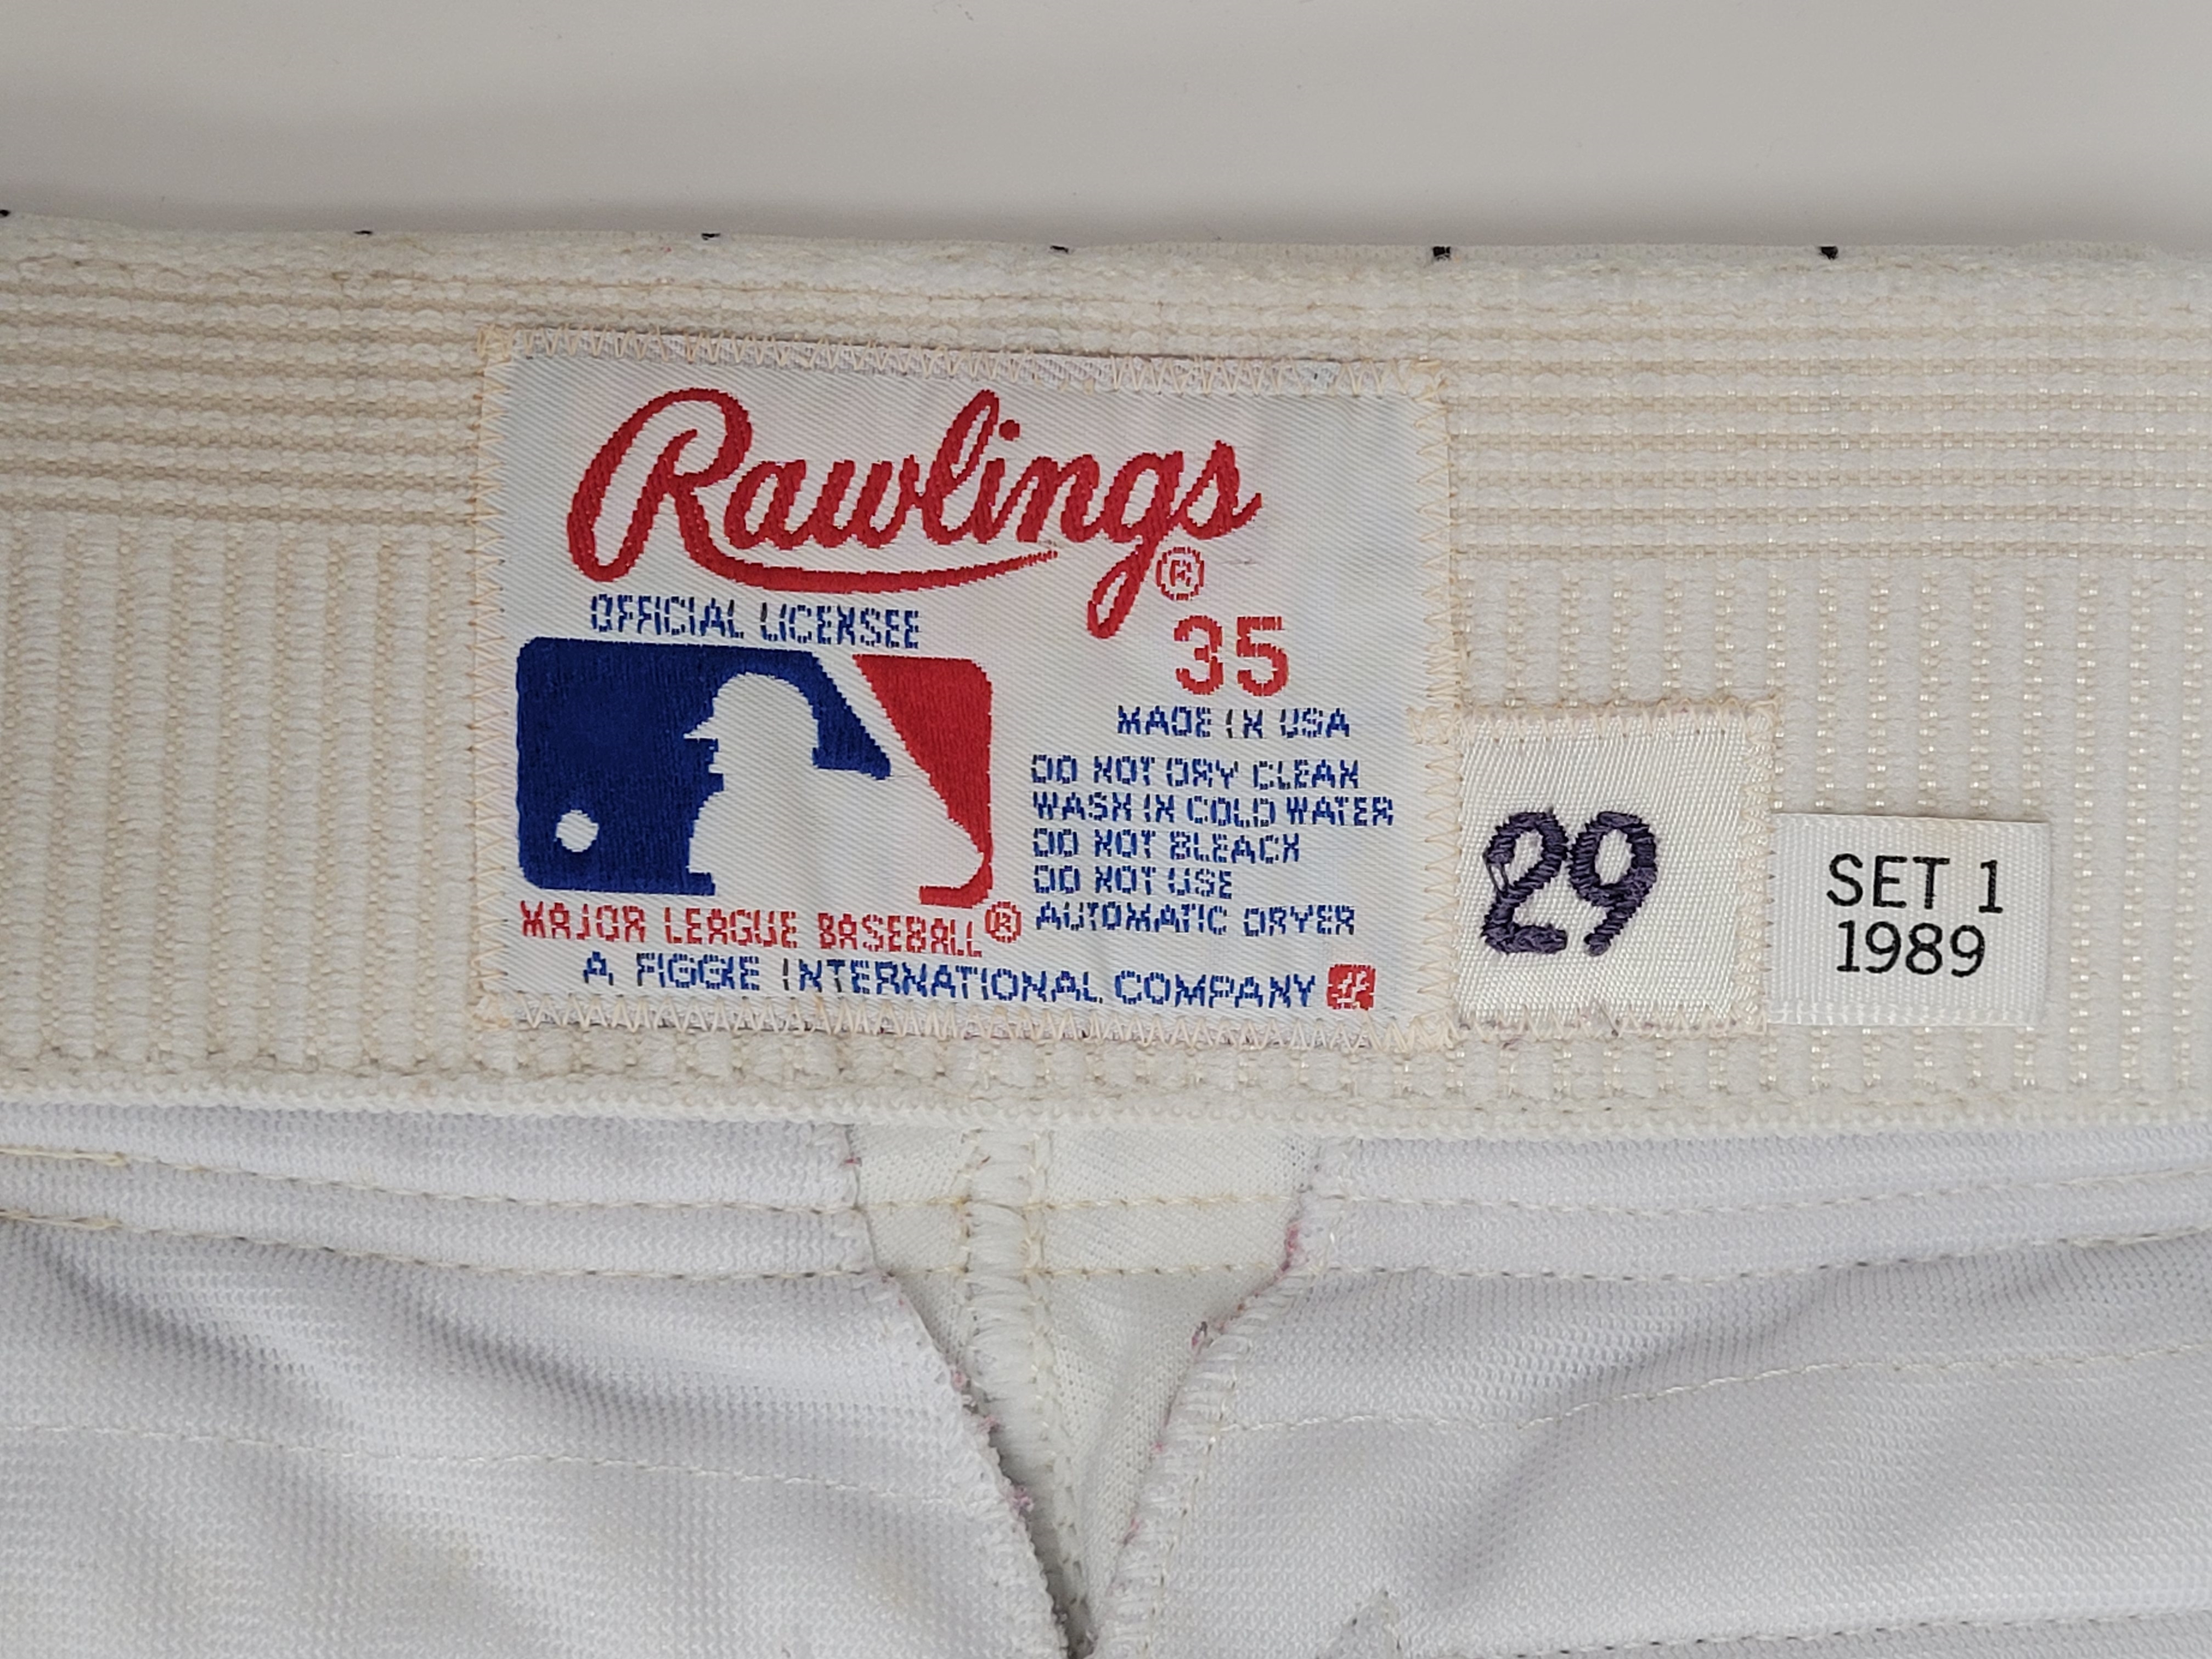 Rawlings®
OFFICIAL LICENSEE
35
MADE IN USA
DO NOT DRY CLEAN
WASH IN COLD WATER
DO NOT BLEACH
DO NOT USE
AUTOMATIC DRYER
MAJOR LEAGUE BASEBALL®
A FIGGIE INTERNATIONAL COMPANY
29
SET 1
1989